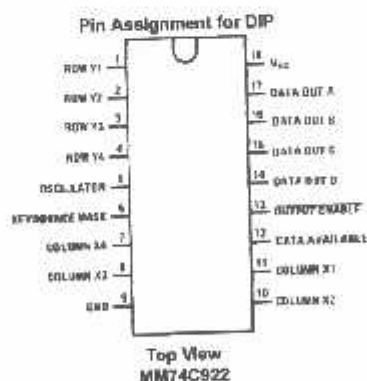 Pin Assignment for DIP
ROW Y1 1
ROW Y2 2
ROW Y3 3
ROW Y4 4
OSCILLATOR 5
KEYBOUNCE MASK 6
COLUMN X4 7
COLUMN X3 8
GND 9
18 VCC
17 DATA OUT A
16 DATA OUT B
15 DATA OUT C
14 DATA OUT D
13 OUTPUT ENABLE
12 DATA AVAILABLE
11 COLUMN X1
10 COLUMN X2
Top View
MM74C922